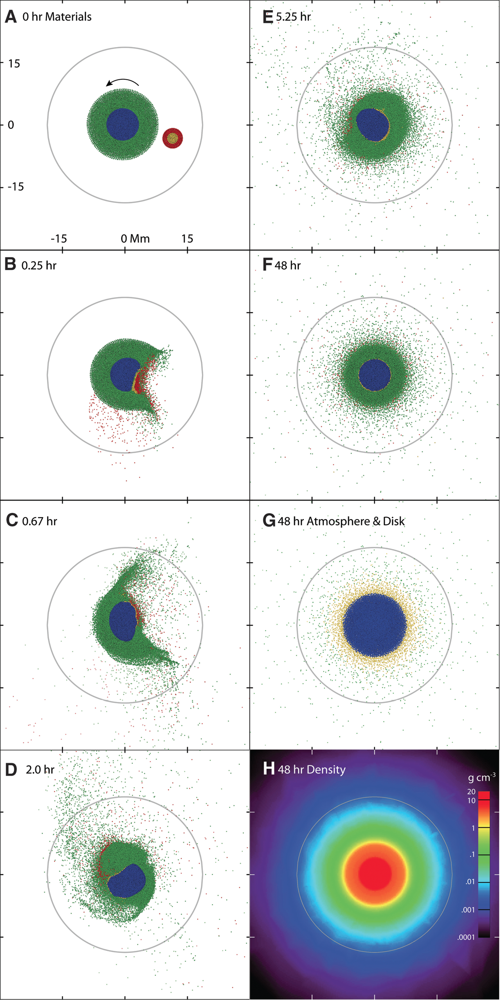 A 0 hr Materials
15
0
-15
-15 0 Mm 15
B 0.25 hr
C 0.67 hr
D 2.0 hr
E 5.25 hr
F 48 hr
G 48 hr Atmosphere & Disk
H 48 hr Density
g cm-3
20
10
1
.1
.01
.001
.0001